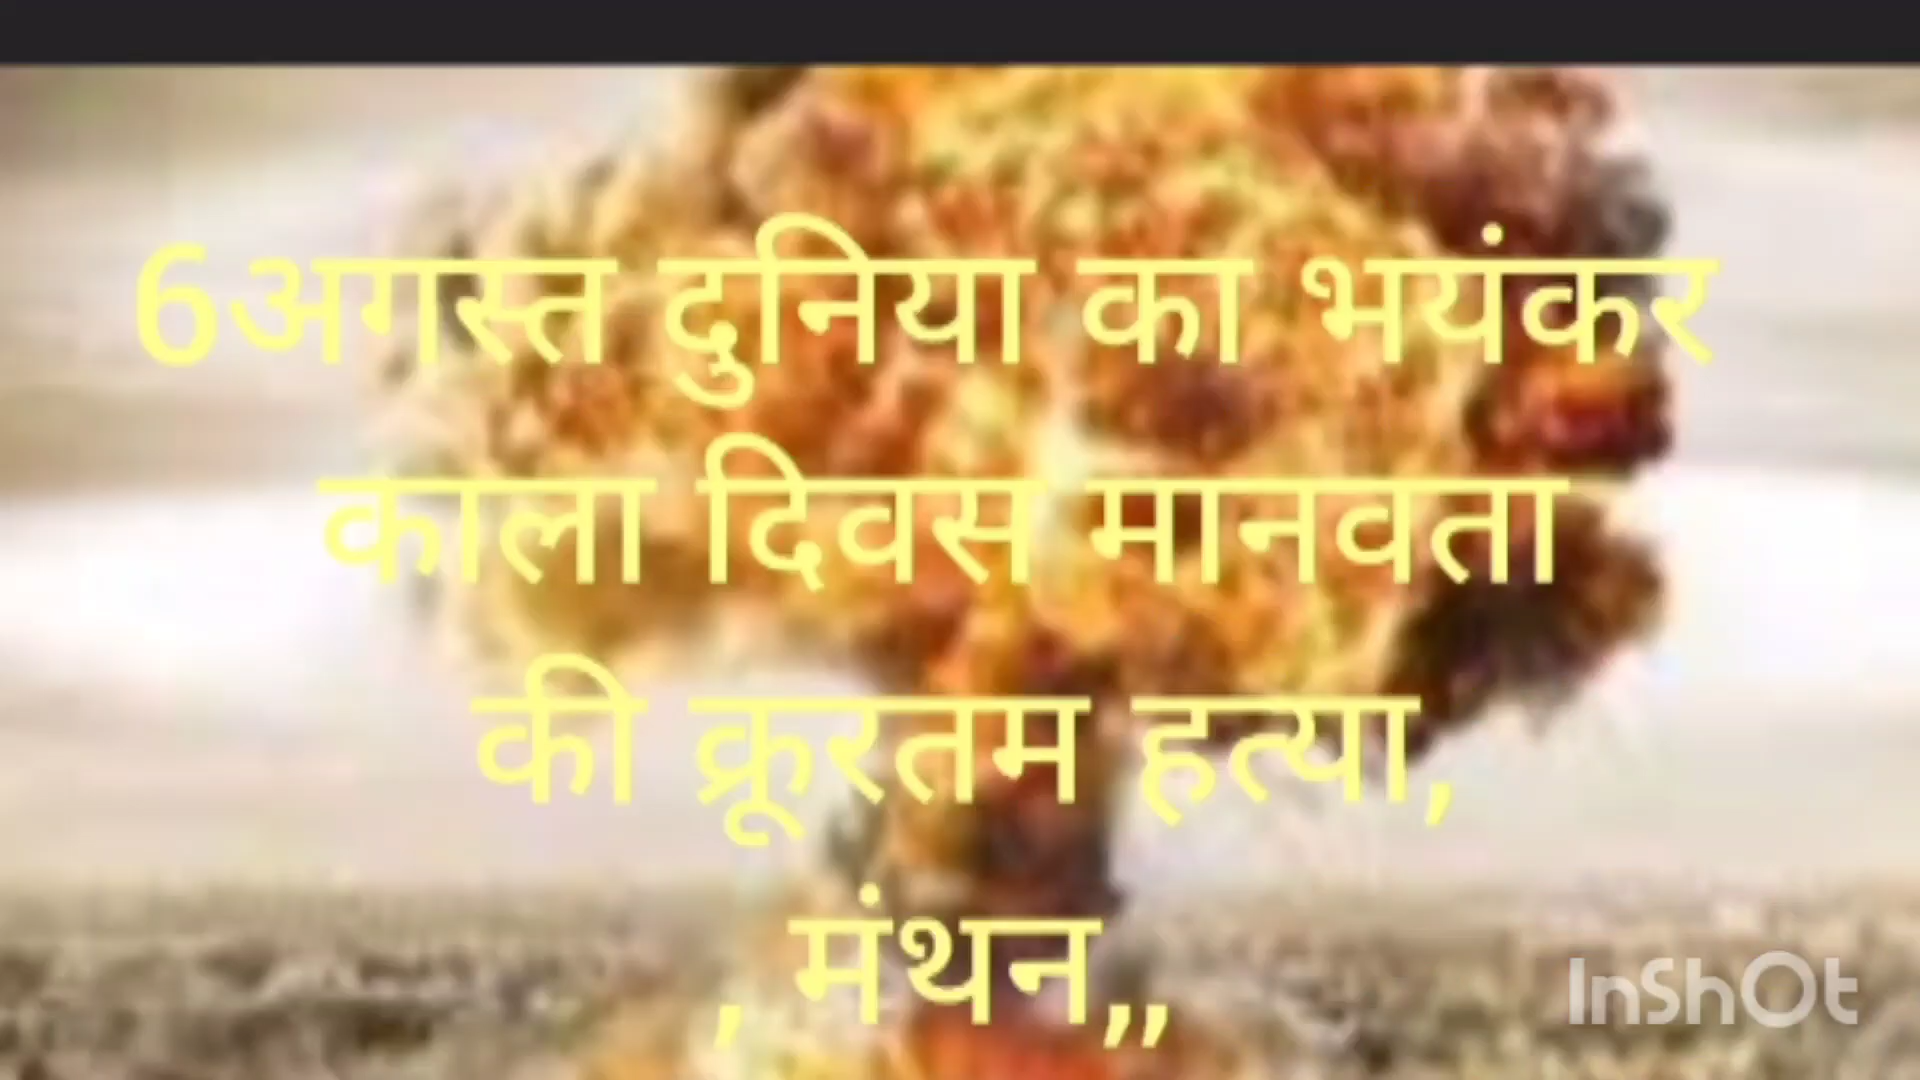 6अगस्त दुनिया का भयंकर
काला दिवस मानवता
की क्रूरतम हत्या,
, मंथन,,
InShOt